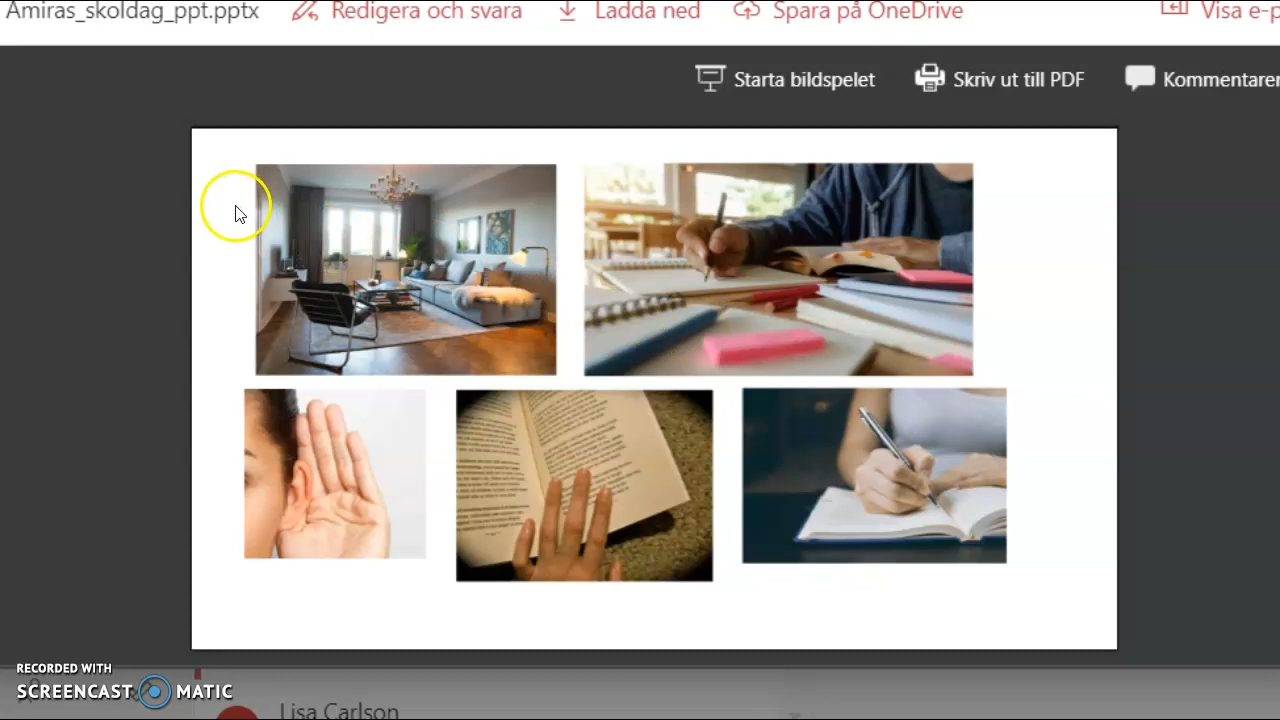 Amiras_skoldag_ppt.pptx Redigera och svara Ladda ned Spara på OneDrive Visa e-p
Starta bildspelet Skriv ut till PDF Kommentarer
RECORDED WITH
SCREENCAST MATIC
Lisa Carlson